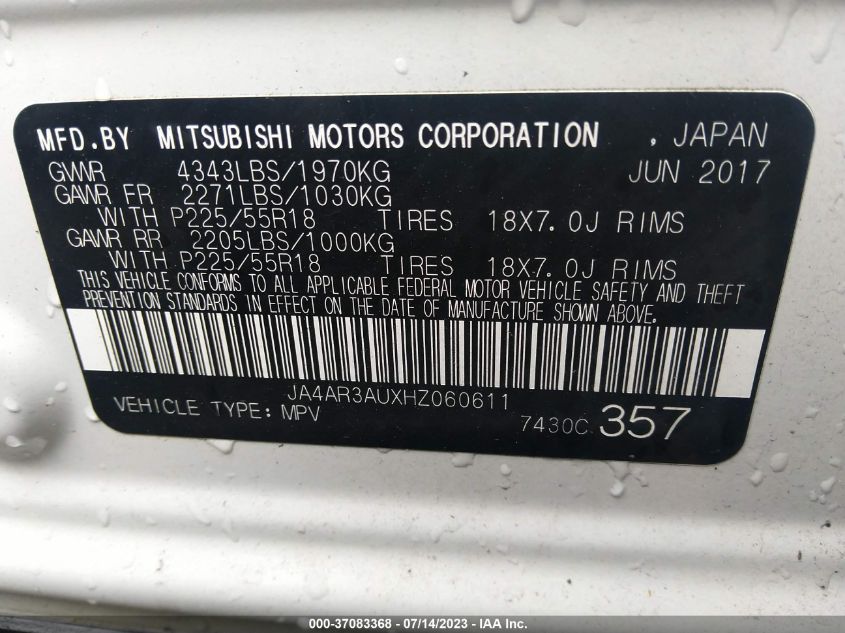 MFD.BY MITSUBISHI MOTORS CORPORATION , JAPAN
GVWR 4343LBS/1970KG JUN 2017
GAWR FR 2271LBS/1030KG
WITH P225/55R18 TIRES 18X7.0J RIMS
GAWR RR 2205LBS/1000KG
WITH P225/55R18 TIRES 18X7.0J RIMS
THIS VEHICLE CONFORMS TO ALL APPLICABLE FEDERAL MOTOR VEHICLE SAFETY AND THEFT
PREVENTION STANDARDS IN EFFECT ON THE DATE OF MANUFACTURE SHOWN ABOVE.
JA4AR3AUXHZ060611
VEHICLE TYPE: MPV 7430C 357
000-37083368 - 07/14/2023 - IAA Inc.